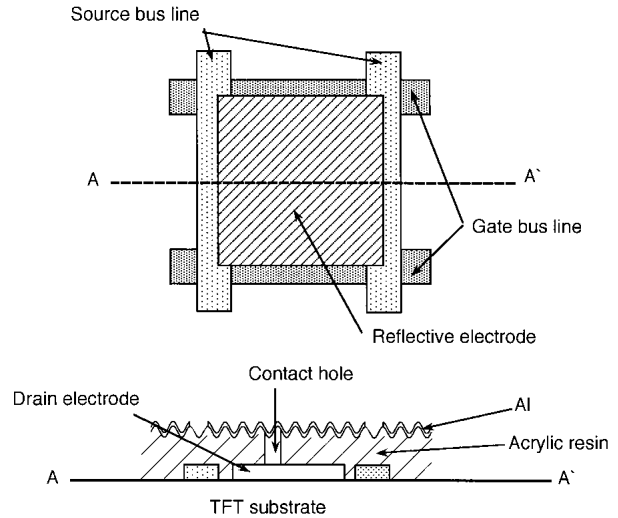 Source bus line
A
A`
Gate bus line
Reflective electrode
Contact hole
Drain electrode
Al
Acrylic resin
A
A`
TFT substrate